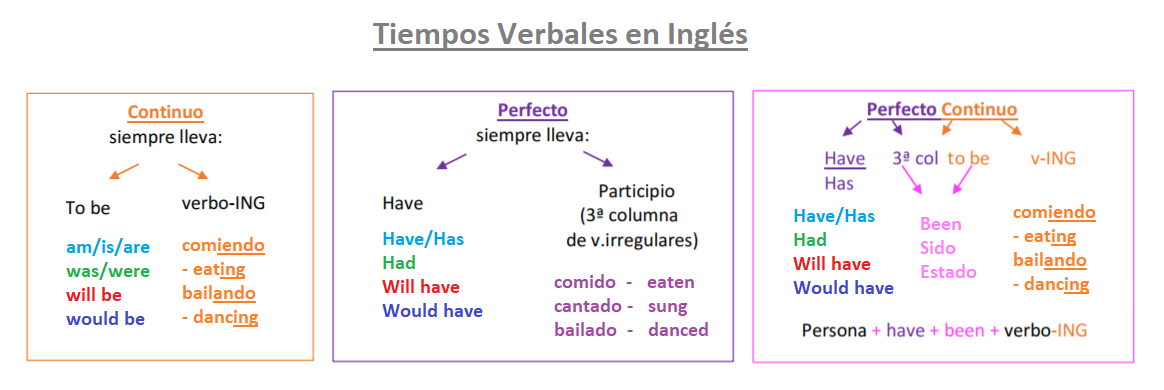 Tiempos Verbales en Inglés
Continuo
siempre lleva:
To be
verbo-ING
am/is/are
was/were
will be
would be
comiendo
- eating
bailando
- dancing
Perfecto
siempre lleva:
Have
Participio
(3ª columna
de v.irregulares)
Have/Has
Had
Will have
Would have
comido - eaten
cantado - sung
bailado - danced
Perfecto Continuo
Have 3ª col to be v-ING
Has
Have/Has
Had
Will have
Would have
Been
Sido
Estado
comiendo
- eating
bailando
- dancing
Persona + have + been + verbo-ING